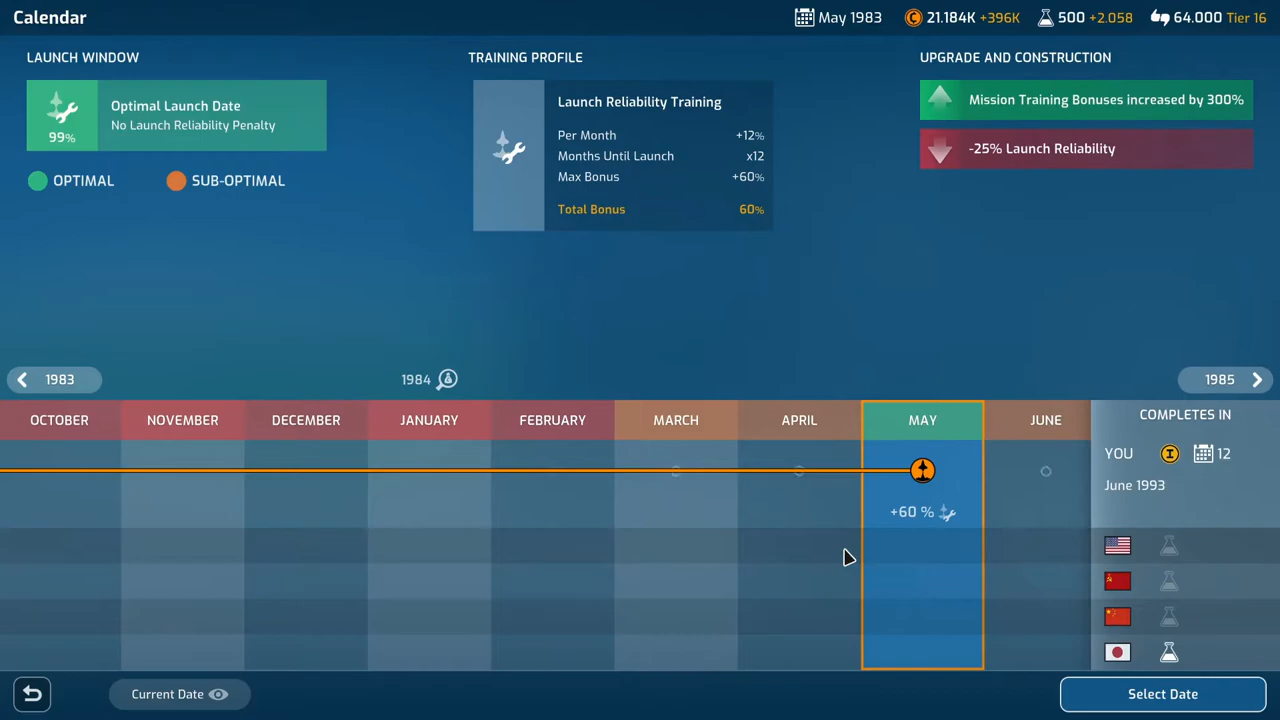 Calendar
May 1983
21.184K +396K
500 +2.058
64.000 Tier 16
LAUNCH WINDOW
99%
Optimal Launch Date
No Launch Reliability Penalty
OPTIMAL
SUB-OPTIMAL
TRAINING PROFILE
Launch Reliability Training
Per Month +12%
Months Until Launch x12
Max Bonus +60%
Total Bonus 60%
UPGRADE AND CONSTRUCTION
Mission Training Bonuses increased by 300%
-25% Launch Reliability
1983
1984
1985
OCTOBER
NOVEMBER
DECEMBER
JANUARY
FEBRUARY
MARCH
APRIL
MAY
JUNE
+60 %
COMPLETES IN
YOU I 12
June 1993
Current Date
Select Date